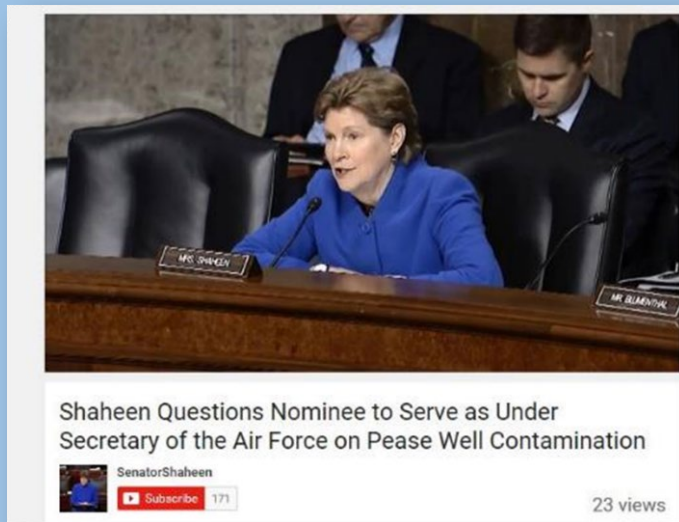 MRS. SHAHEEN
MR. BLUMENTHAL
Shaheen Questions Nominee to Serve as Under
Secretary of the Air Force on Pease Well Contamination
SenatorShaheen
Subscribe 171
23 views